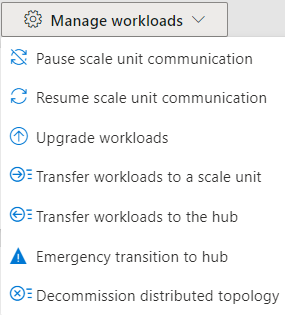 Manage workloads
Pause scale unit communication
Resume scale unit communication
Upgrade workloads
Transfer workloads to a scale unit
Transfer workloads to the hub
Emergency transition to hub
Decommission distributed topology